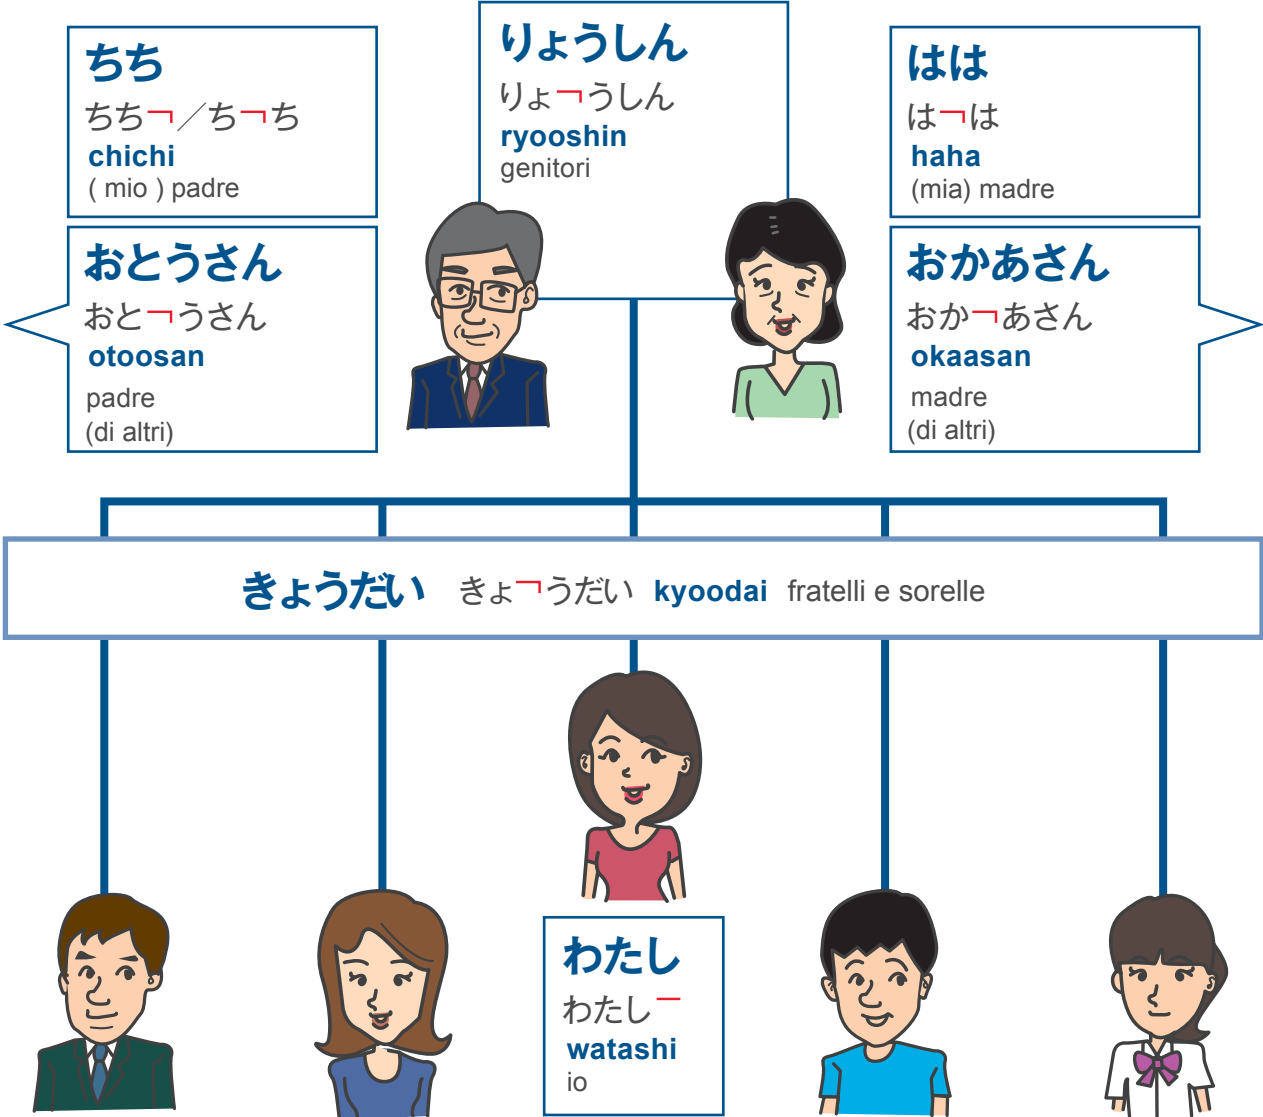 ちち
ちち￢／ち￢ち
chichi
( mio ) padre
りょうしん
りょ￢うしん
ryooshin
genitori
はは
は￢は
haha
(mia) madre
おとうさん
おと￢うさん
otoosan
padre
(di altri)
おかあさん
おか￢あさん
okaasan
madre
(di altri)
きょうだい きょ￢うだい kyoodai fratelli e sorelle
わたし
わたし￣
watashi
io